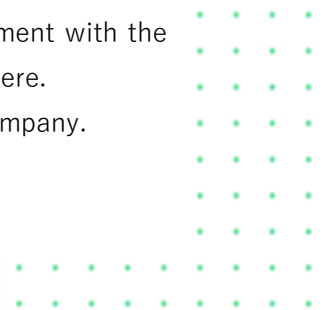 ment with the
ere.
mpany.